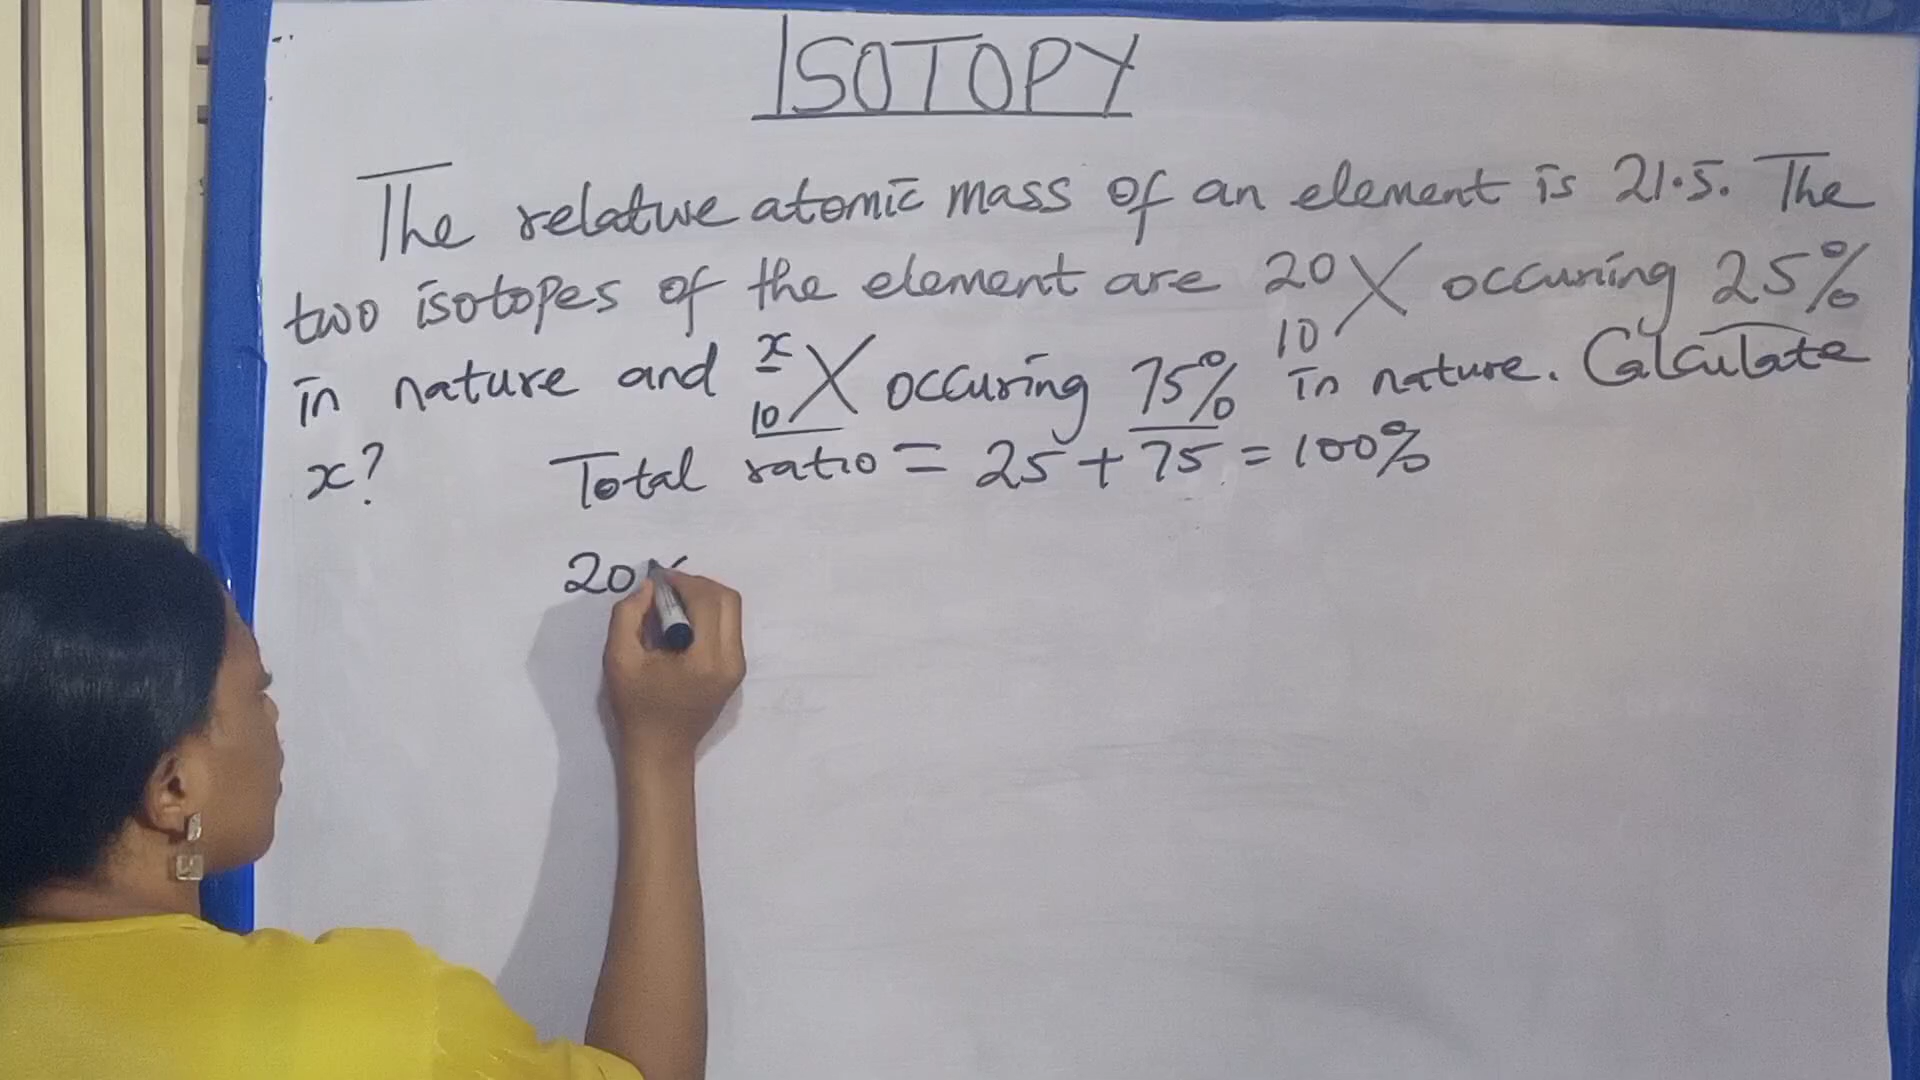 ISOTOPY
The relative atomic mass of an element is 21.5. The
two isotopes of the element are 20 10 X occuring 25%
in nature and x 10 X occuring 75% in nature. Calculate
x? Total ratio = 25 + 75 = 100%
20